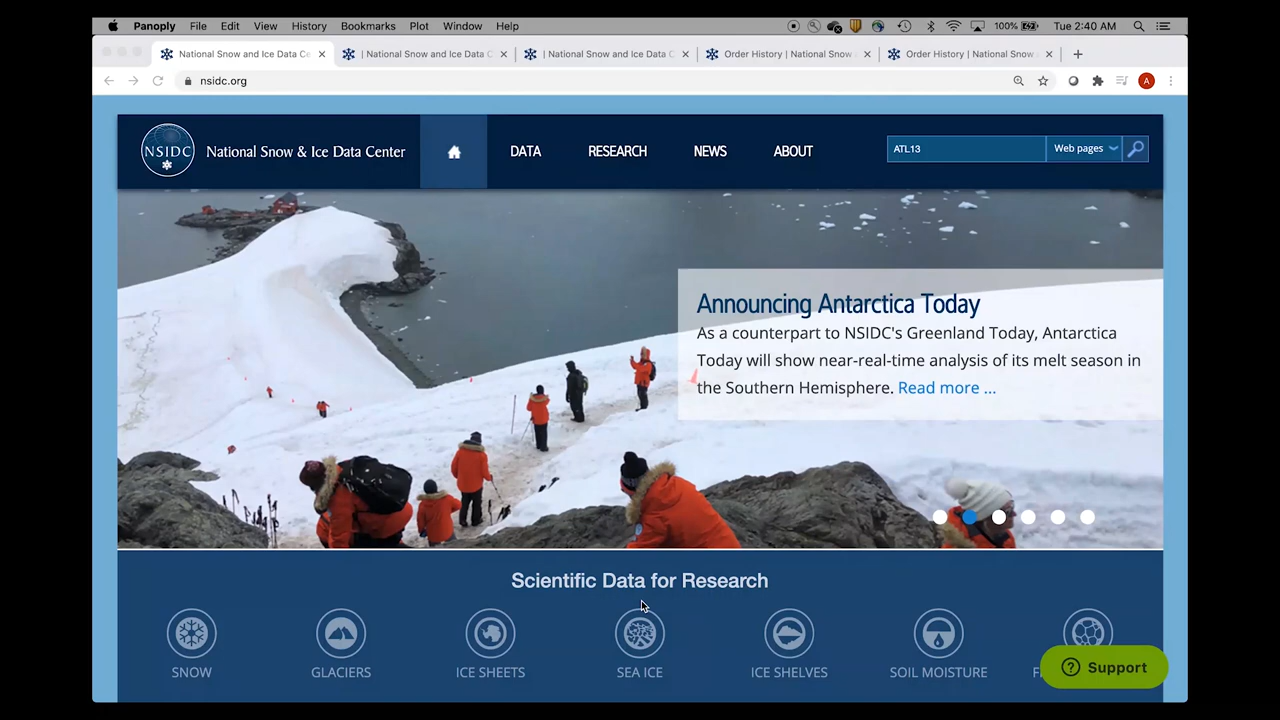 Panoply File Edit View History Bookmarks Plot Window Help 100% Tue 2:40 AM
National Snow and Ice Data Ce | National Snow and Ice Data C | National Snow and Ice Data C Order History | National Snow Order History | National Snow
nsidc.org A
NSIDC National Snow & Ice Data Center DATA RESEARCH NEWS ABOUT ATL13 Web pages
Announcing Antarctica Today
As a counterpart to NSIDC's Greenland Today, Antarctica
Today will show near-real-time analysis of its melt season in
the Southern Hemisphere. Read more ...
Scientific Data for Research
SNOW GLACIERS ICE SHEETS SEA ICE ICE SHELVES SOIL MOISTURE
Support